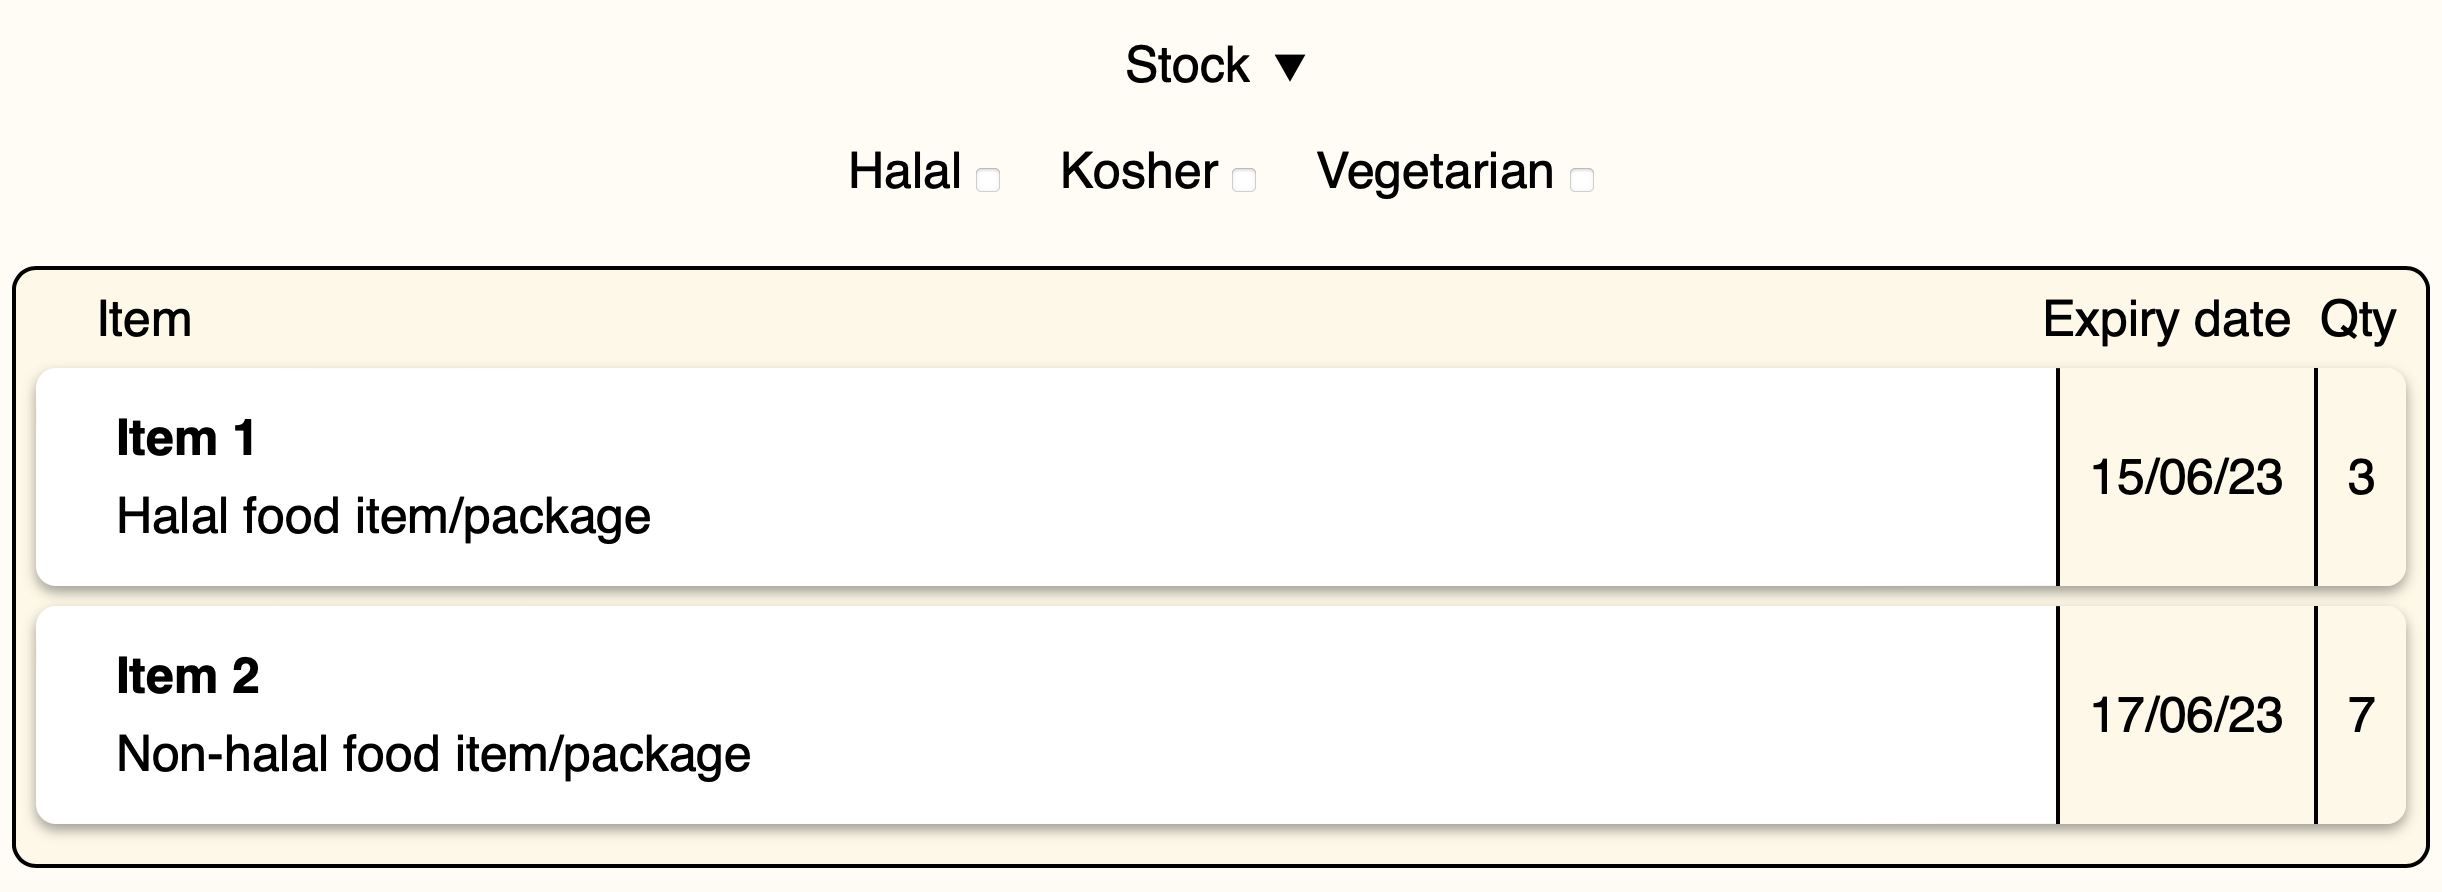 Stock ▼
Halal Kosher Vegetarian
Item Expiry date Qty
Item 1
Halal food item/package
15/06/23 3
Item 2
Non-halal food item/package
17/06/23 7